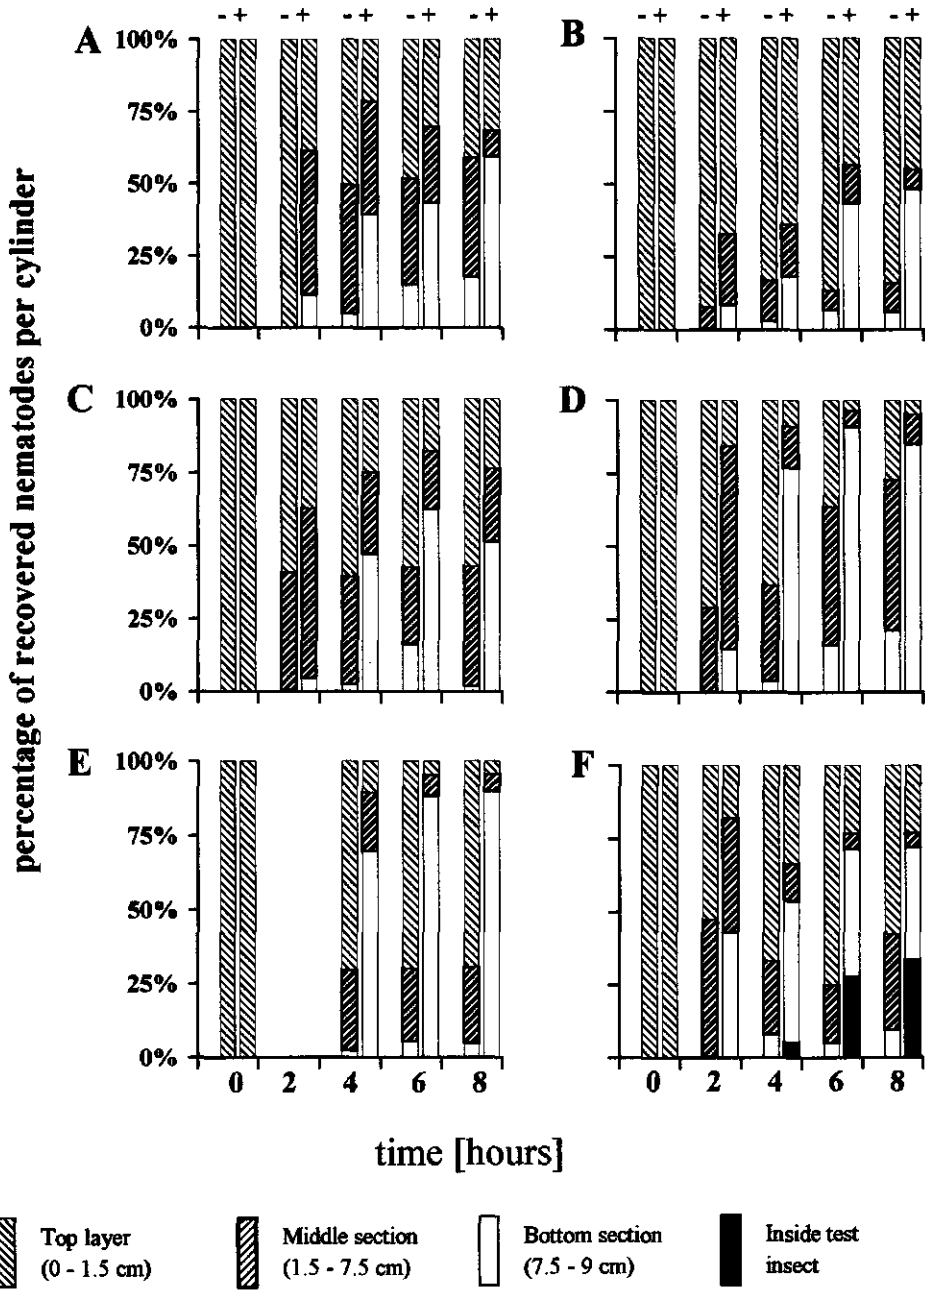 - + - + - + - + - +
- + - + - + - + - +
A
100%
75%
50%
25%
0%
B
C
100%
75%
50%
25%
0%
D
E
100%
75%
50%
25%
0%
F
percentage of recovered nematodes per cylinder
0 2 4 6 8
0 2 4 6 8
time [hours]
Top layer
(0 - 1.5 cm)
Middle section
(1.5 - 7.5 cm)
Bottom section
(7.5 - 9 cm)
Inside test
insect